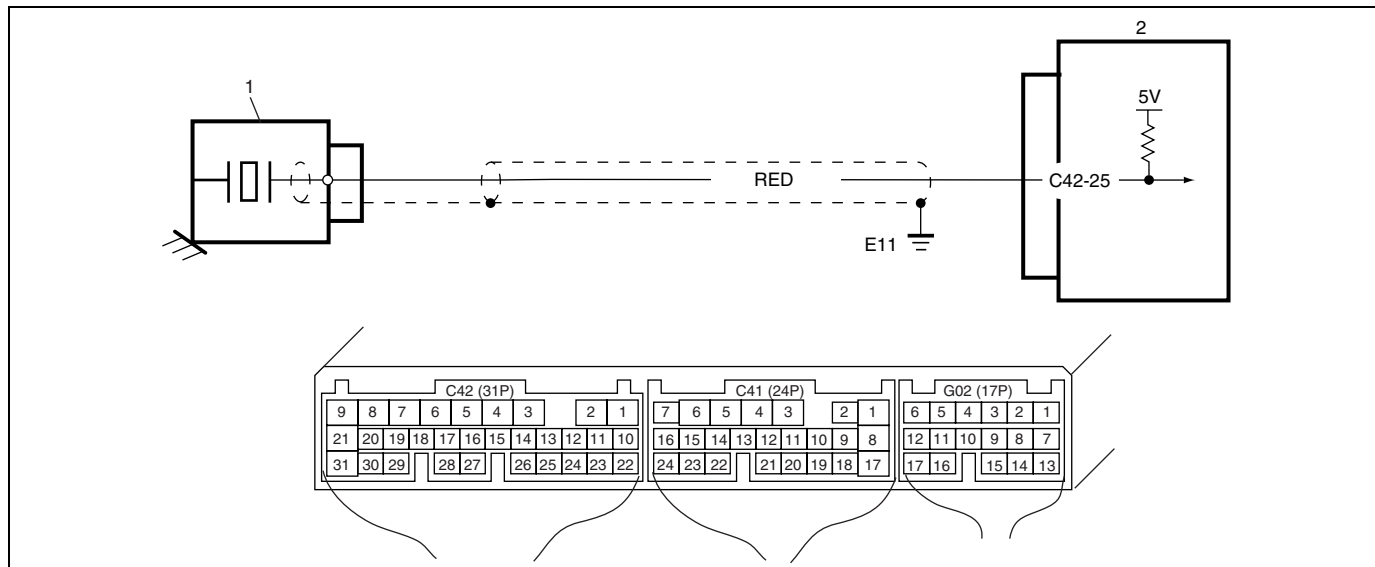 2
1
5V
RED
C42-25
E11
C42 (31P) C41 (24P) G02 (17P)
9 8 7 6 5 4 3 2 1 7 6 5 4 3 2 1 6 5 4 3 2 1
21 20 19 18 17 16 15 14 13 12 11 10 16 15 14 13 12 11 10 9 8 12 11 10 9 8 7
31 30 29 28 27 26 25 24 23 22 24 23 22 21 20 19 18 17 17 16 15 14 13